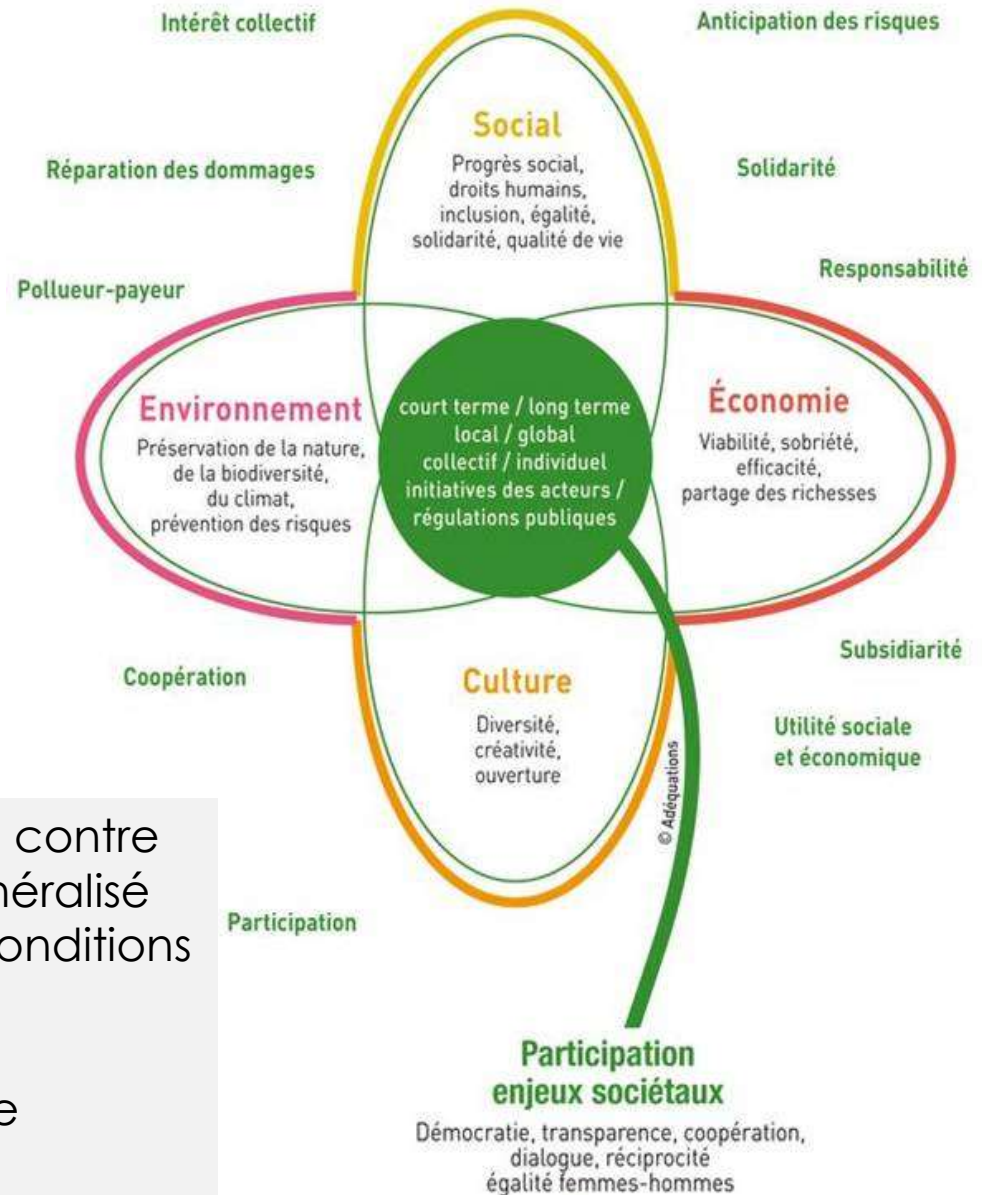 Intérêt collectif
Anticipation des risques
Social
Progrès social,
droits humains,
inclusion, égalité,
solidarité, qualité de vie
Réparation des dommages
Solidarité
Responsabilité
Pollueur-payeur
Environnement
Préservation de la nature,
de la biodiversité,
du climat,
prévention des risques
court terme / long terme
local / global
collectif / individuel
initiatives des acteurs /
régulations publiques
Économie
Viabilité, sobriété,
efficacité,
partage des richesses
Coopération
Subsidiarité
Culture
Diversité,
créativité,
ouverture
Utilité sociale
et économique
© Adéquations
contre
néralisé
onditions
e
Participation
Participation
enjeux sociétaux
Démocratie, transparence, coopération,
dialogue, réciprocité
égalité femmes-hommes